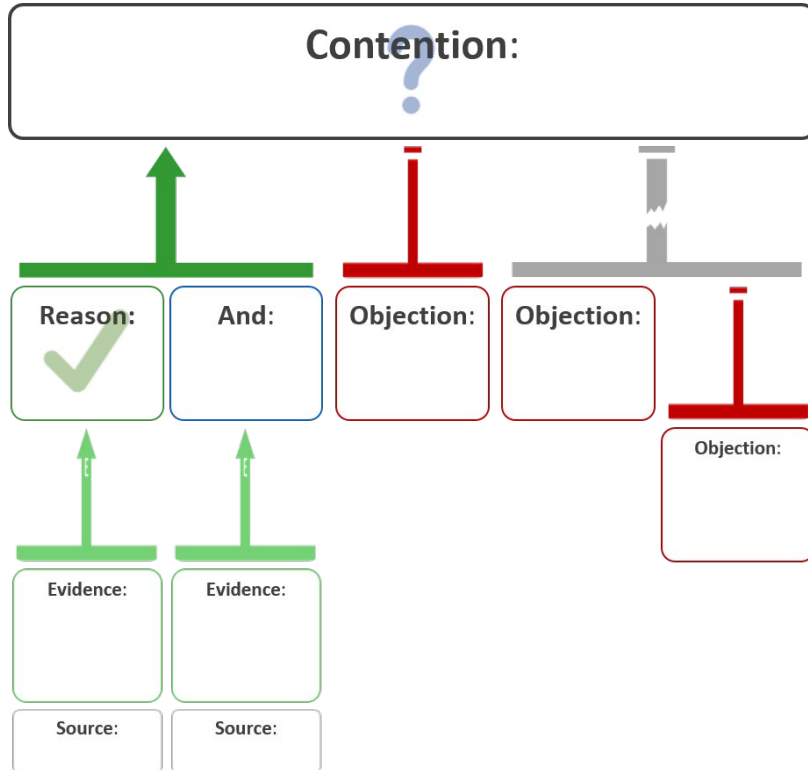 Contention:
?
Reason:
And:
Objection:
Objection:
E
E
Objection:
Evidence:
Evidence:
Source:
Source: